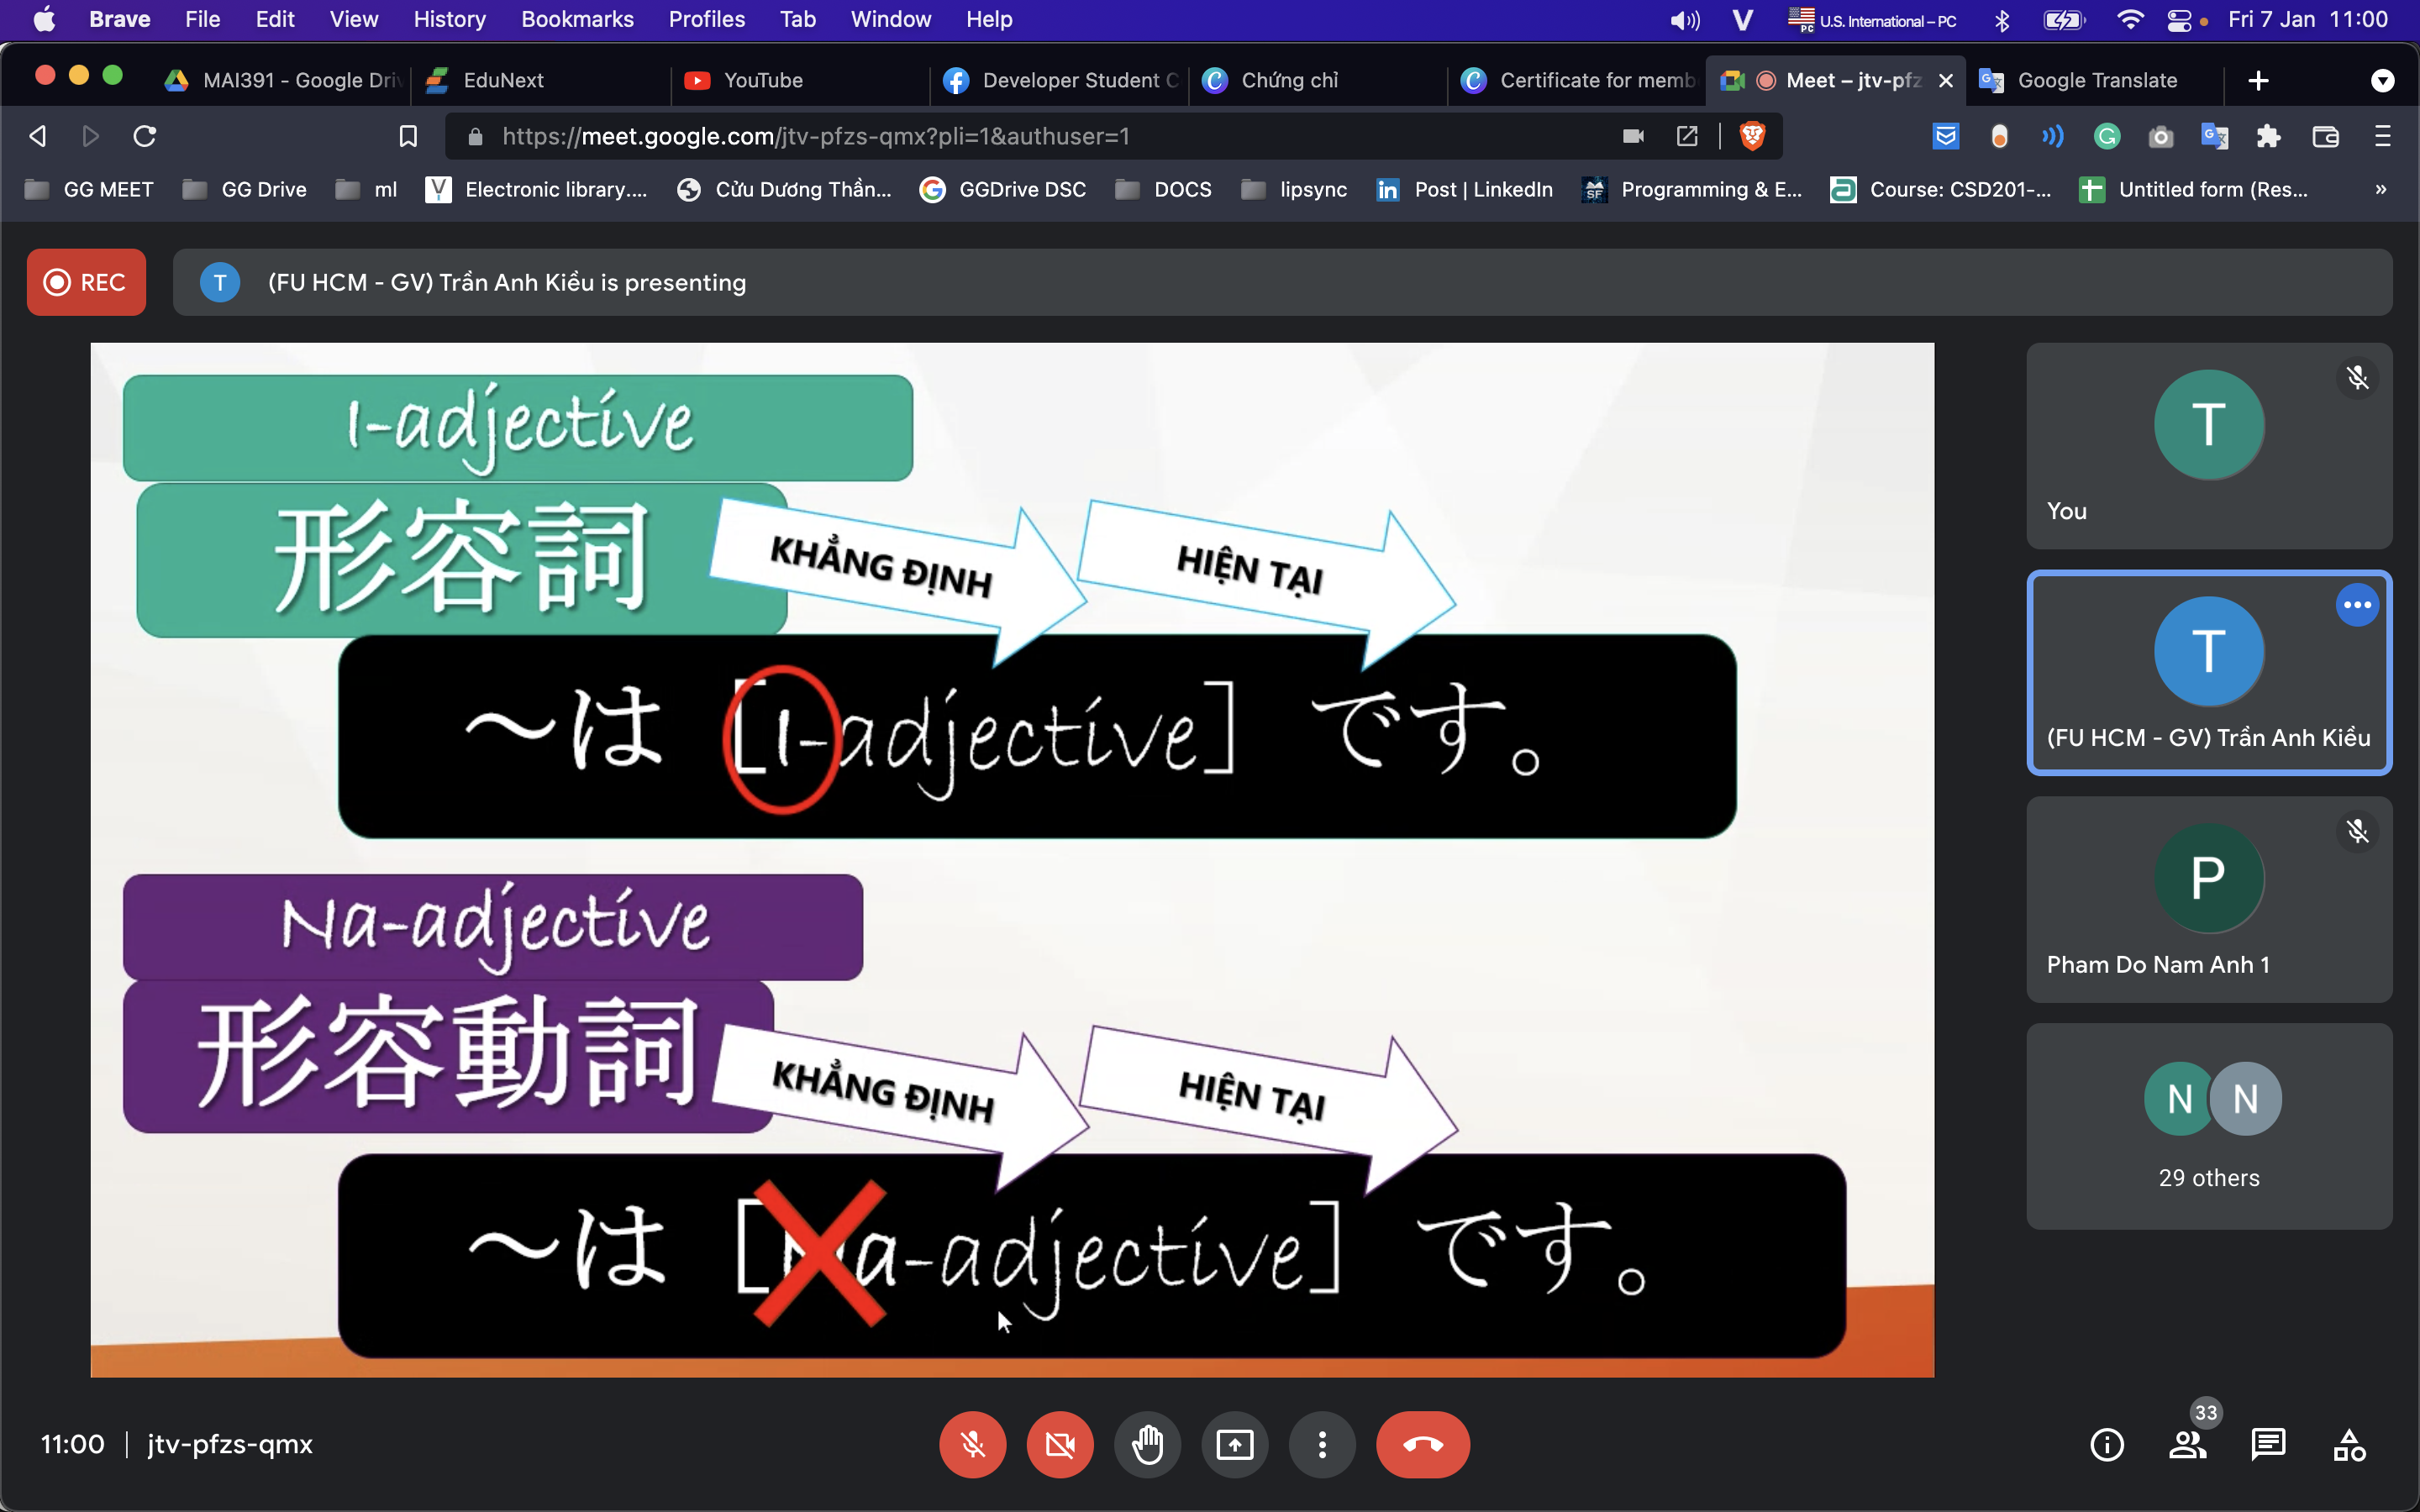 Brave File Edit View History Bookmarks Profiles Tab Window Help V PC U.S. International – PC Fri 7 Jan 11:00
MAI391 - Google Driv EduNext YouTube Developer Student C Chứng chỉ Certificate for memb Meet – jtv-pfz Google Translate
https://meet.google.com/jtv-pfzs-qmx?pli=1&authuser=1
GG MEET GG Drive ml Electronic library.... Cửu Dương Thần... GGDrive DSC DOCS lipsync Post | LinkedIn Programming & E... Course: CSD201-... Untitled form (Res... »
REC T (FU HCM - GV) Trần Anh Kiều is presenting
I-adjective
形容詞
KHẲNG ĐỊNH
HIỆN TẠI
～は [I-adjective] です。
Na-adjective
形容動詞
KHẲNG ĐỊNH
HIỆN TẠI
～は [Na-adjective] です。
T
You
T
(FU HCM - GV) Trần Anh Kiều
P
Pham Do Nam Anh 1
N N
29 others
11:00 | jtv-pfzs-qmx
33